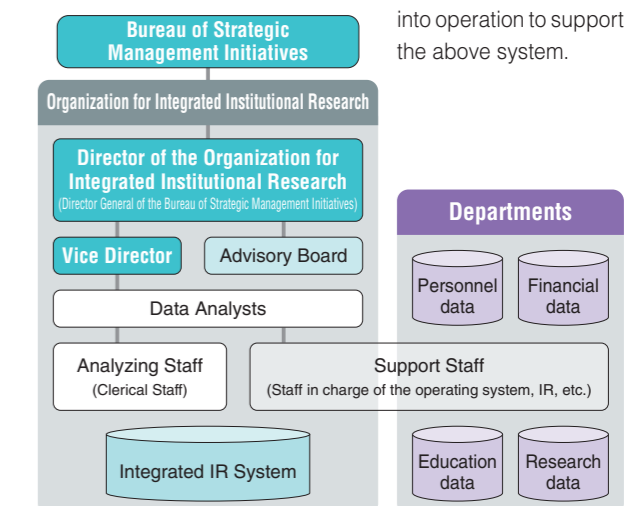 into operation to support
the above system.
Bureau of Strategic
Management Initiatives
Organization for Integrated Institutional Research
Director of the Organization for
Integrated Institutional Research
(Director General of the Bureau of Strategic Management Initiatives)
Vice Director
Advisory Board
Data Analysts
Analyzing Staff
(Clerical Staff)
Support Staff
(Staff in charge of the operating system, IR, etc.)
Integrated IR System
Departments
Personnel
data
Financial
data
Education
data
Research
data